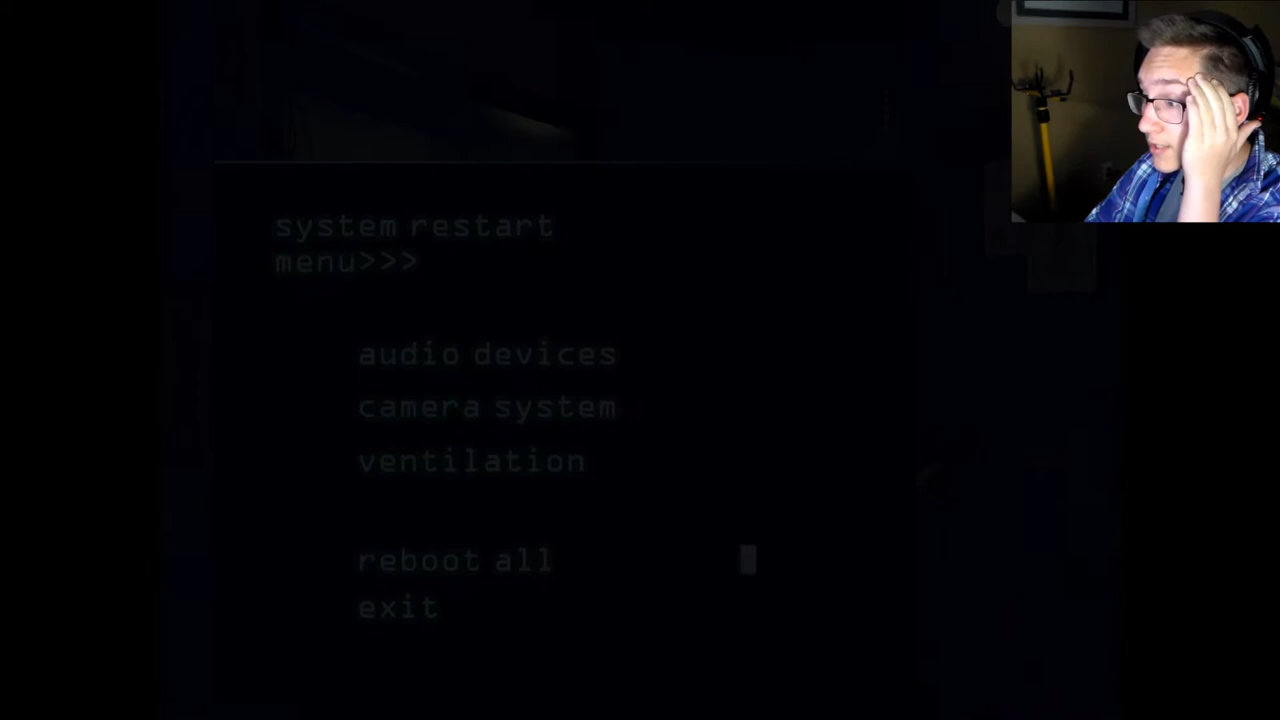 system restart
menu>>>
audio devices
camera system
ventilation
reboot all
exit